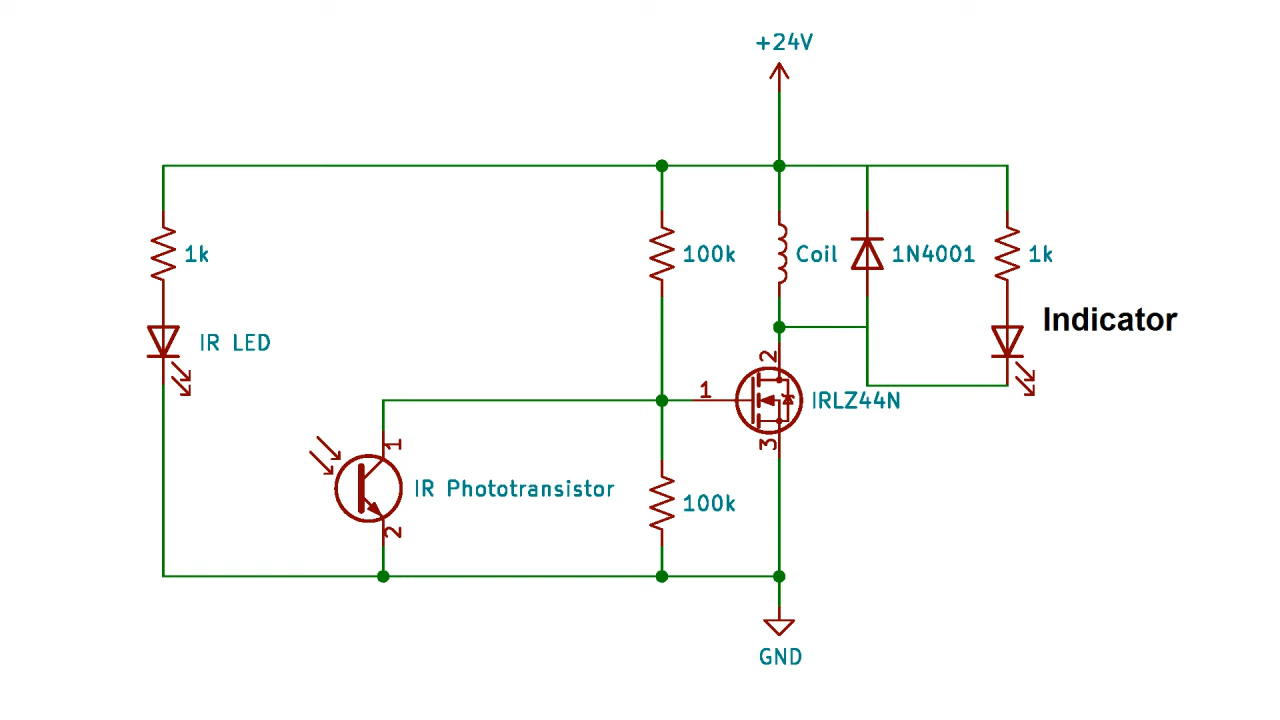 +24V
1k
100k
Coil
1N4001
1k
IR LED
Indicator
2
1
IRLZ44N
1
3
IR Phototransistor
100k
2
GND